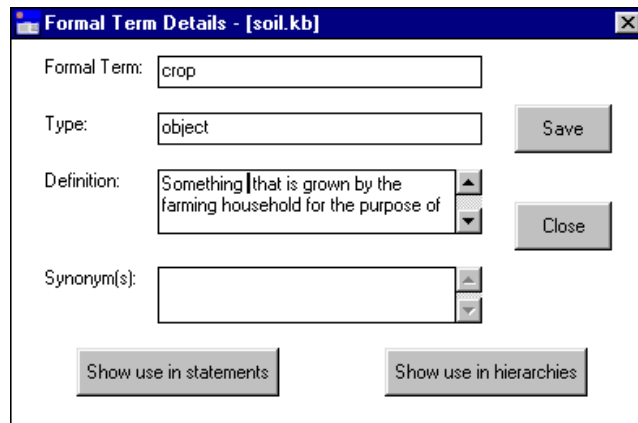 Formal Term Details - [soil.kb]
Formal Term: crop
Type: object
Save
Definition: Something that is grown by the
farming household for the purpose of
Close
Synonym(s):
Show use in statements Show use in hierarchies